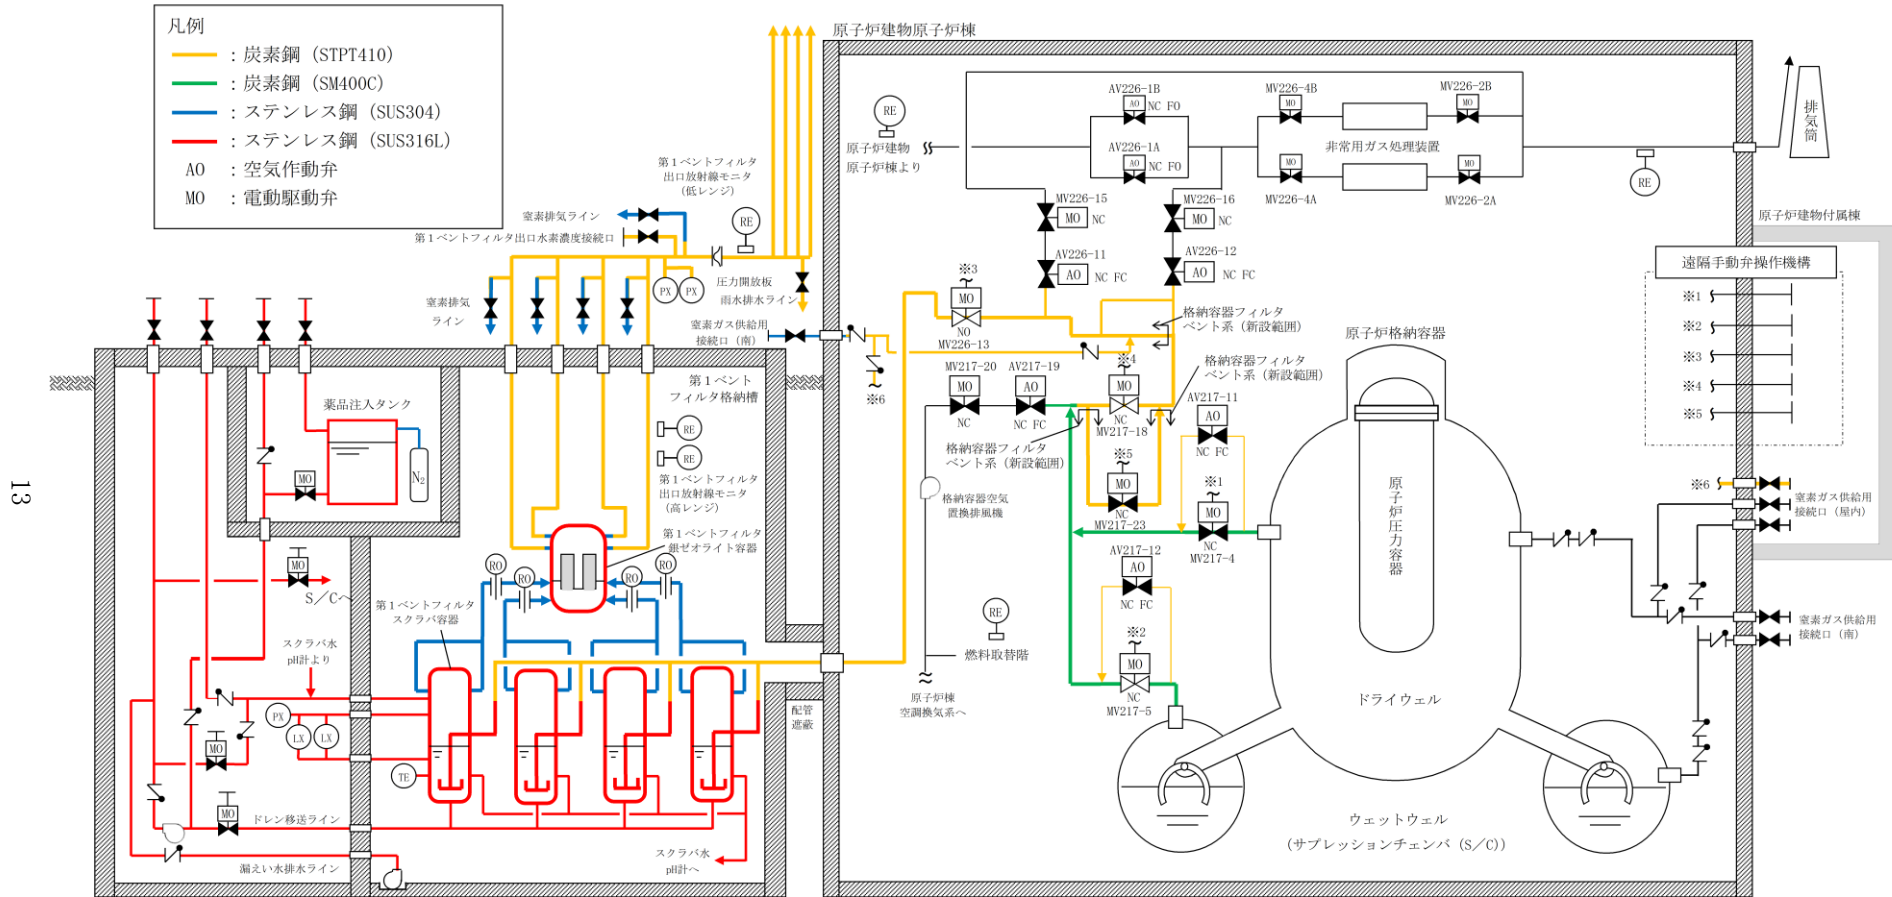 凡例
：炭素鋼（STPT410）
：炭素鋼（SM400C）
：ステンレス鋼（SUS304）
：ステンレス鋼（SUS316L）
AO ：空気作動弁
MO ：電動駆動弁
13
原子炉建物原子炉棟
RE
原子炉建物
原子炉棟より
AV226-1B
AO
NC FO
AV226-1A
AO
NC FO
MV226-4B
MO
MV226-2B
MO
非常用ガス処理装置
MO
MV226-4A
MO
MV226-2A
RE
排気筒
原子炉建物付属棟
遠隔手動弁操作機構
※1
※2
※3
※4
※5
第1ベントフィルタ
出口放射線モニタ
（低レンジ）
RE
窒素排気ライン
第1ベントフィルタ出口水素濃度接続口
PX
PX
圧力開放板
雨水排水ライン
窒素排気
ライン
窒素ガス供給用
接続口（南）
※6
MV226-15
MO
NC
MV226-16
MO
NC
AV226-11
AO
NC FC
AV226-12
AO
NC FC
※3
MO
NO
MV226-13
格納容器フィルタ
ベント系（新設範囲）
格納容器フィルタ
ベント系（新設範囲）
MV217-20
MO
NC
AV217-19
AO
NC FC
※4
MO
NC
MV217-18
格納容器フィルタ
ベント系（新設範囲）
※5
MO
NC
MV217-23
AV217-11
AO
NC FC
※1
MO
NC
MV217-4
AV217-12
AO
NC FC
※2
MO
NC
MV217-5
格納容器空気
置換排風機
RE
燃料取替階
原子炉棟
空調換気系へ
原子炉格納容器
原子炉圧力容器
ドライウェル
ウェットウェル
（サプレッションチェンバ（S/C））
※6
窒素ガス供給用
接続口（屋内）
窒素ガス供給用
接続口（南）
第1ベント
フィルタ格納槽
薬品注入タンク
N2
MO
RE
RE
第1ベントフィルタ
出口放射線モニタ
（高レンジ）
第1ベントフィルタ
銀ゼオライト容器
RO
RO
RO
RO
MO
S/Cへ
第1ベントフィルタ
スクラバ容器
スクラバ水
pH計より
PX
LX
LX
TE
MO
MO
ドレン移送ライン
漏えい水排水ライン
スクラバ水
pH計へ
配管
遮蔽